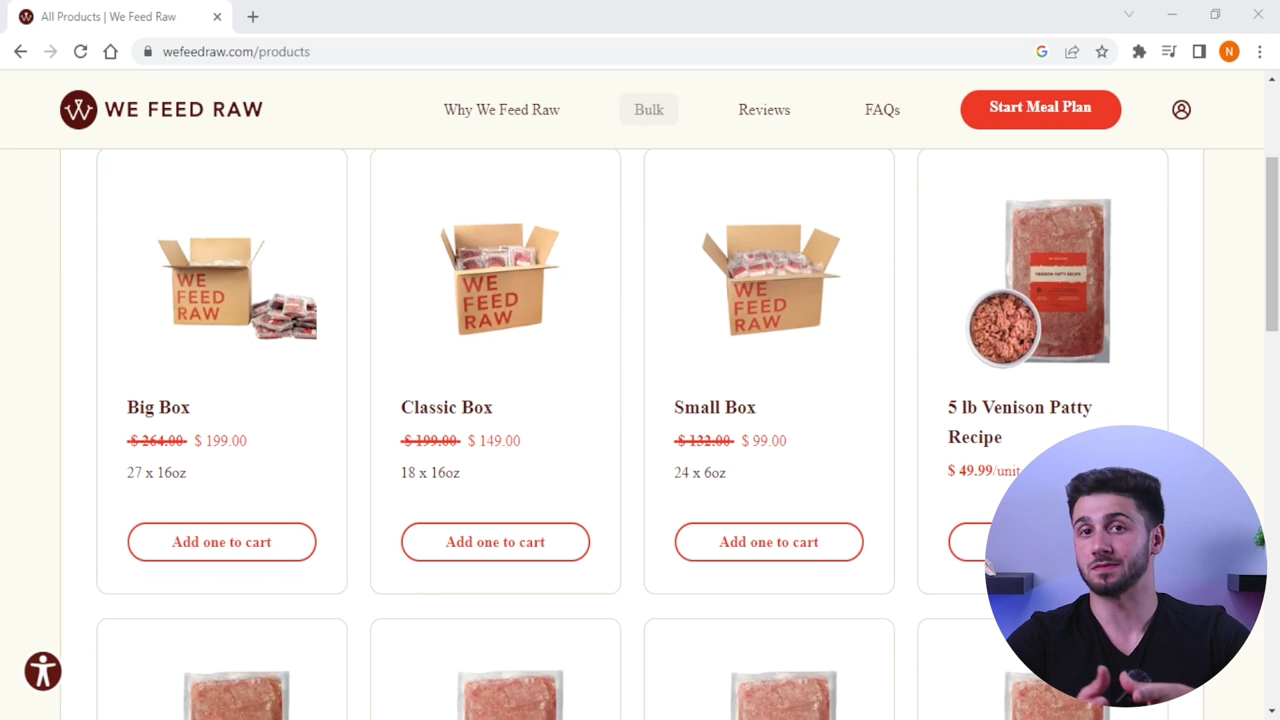 All Products | We Feed Raw
wefeedraw.com/products
N
WE FEED RAW
Why We Feed Raw
Bulk
Reviews
FAQs
Start Meal Plan
WE
FEED
RAW
WE
FEED
RAW
WE
FEED
RAW
VENISON PATTY RECIPE
Big Box
$ 264.00 $ 199.00
27 x 16oz
Add one to cart
Classic Box
$ 199.00 $ 149.00
18 x 16oz
Add one to cart
Small Box
$ 132.00 $ 99.00
24 x 6oz
Add one to cart
5 lb Venison Patty
Recipe
$ 49.99/unit